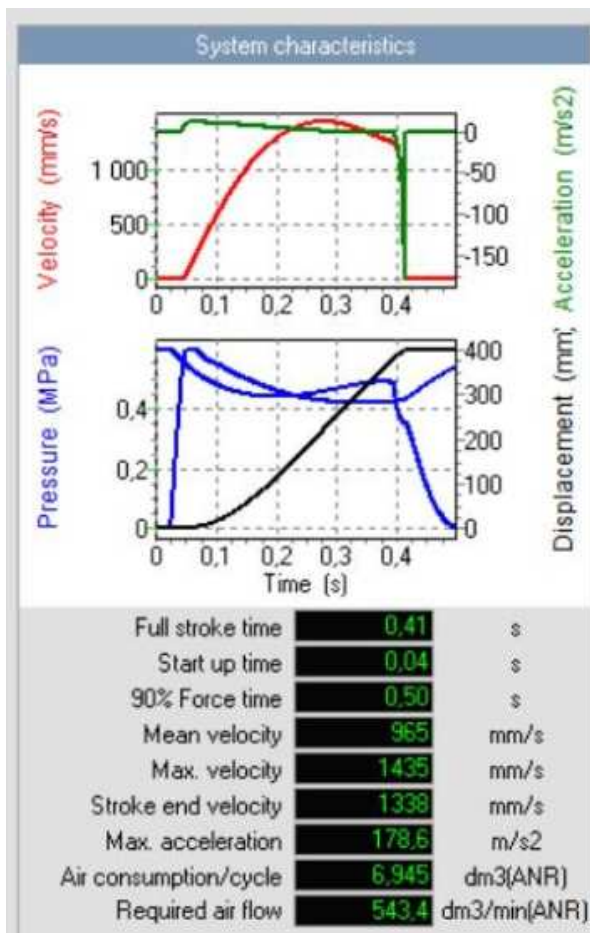 System characteristics
Velocity (mm/s)
Acceleration (m/s2)
1 000
500
0
0
-50
-100
-150
0 0,1 0,2 0,3 0,4
Pressure (MPa)
Displacement (mm)
0,4
0,2
0
400
300
200
100
0
0 0,1 0,2 0,3 0,4
Time (s)
Full stroke time 0,41 s
Start up time 0,04 s
90% Force time 0,50 s
Mean velocity 965 mm/s
Max. velocity 1435 mm/s
Stroke end velocity 1338 mm/s
Max. acceleration 178,6 m/s2
Air consumption/cycle 6,945 dm3(ANR)
Required air flow 543,4 dm3/min(ANR)